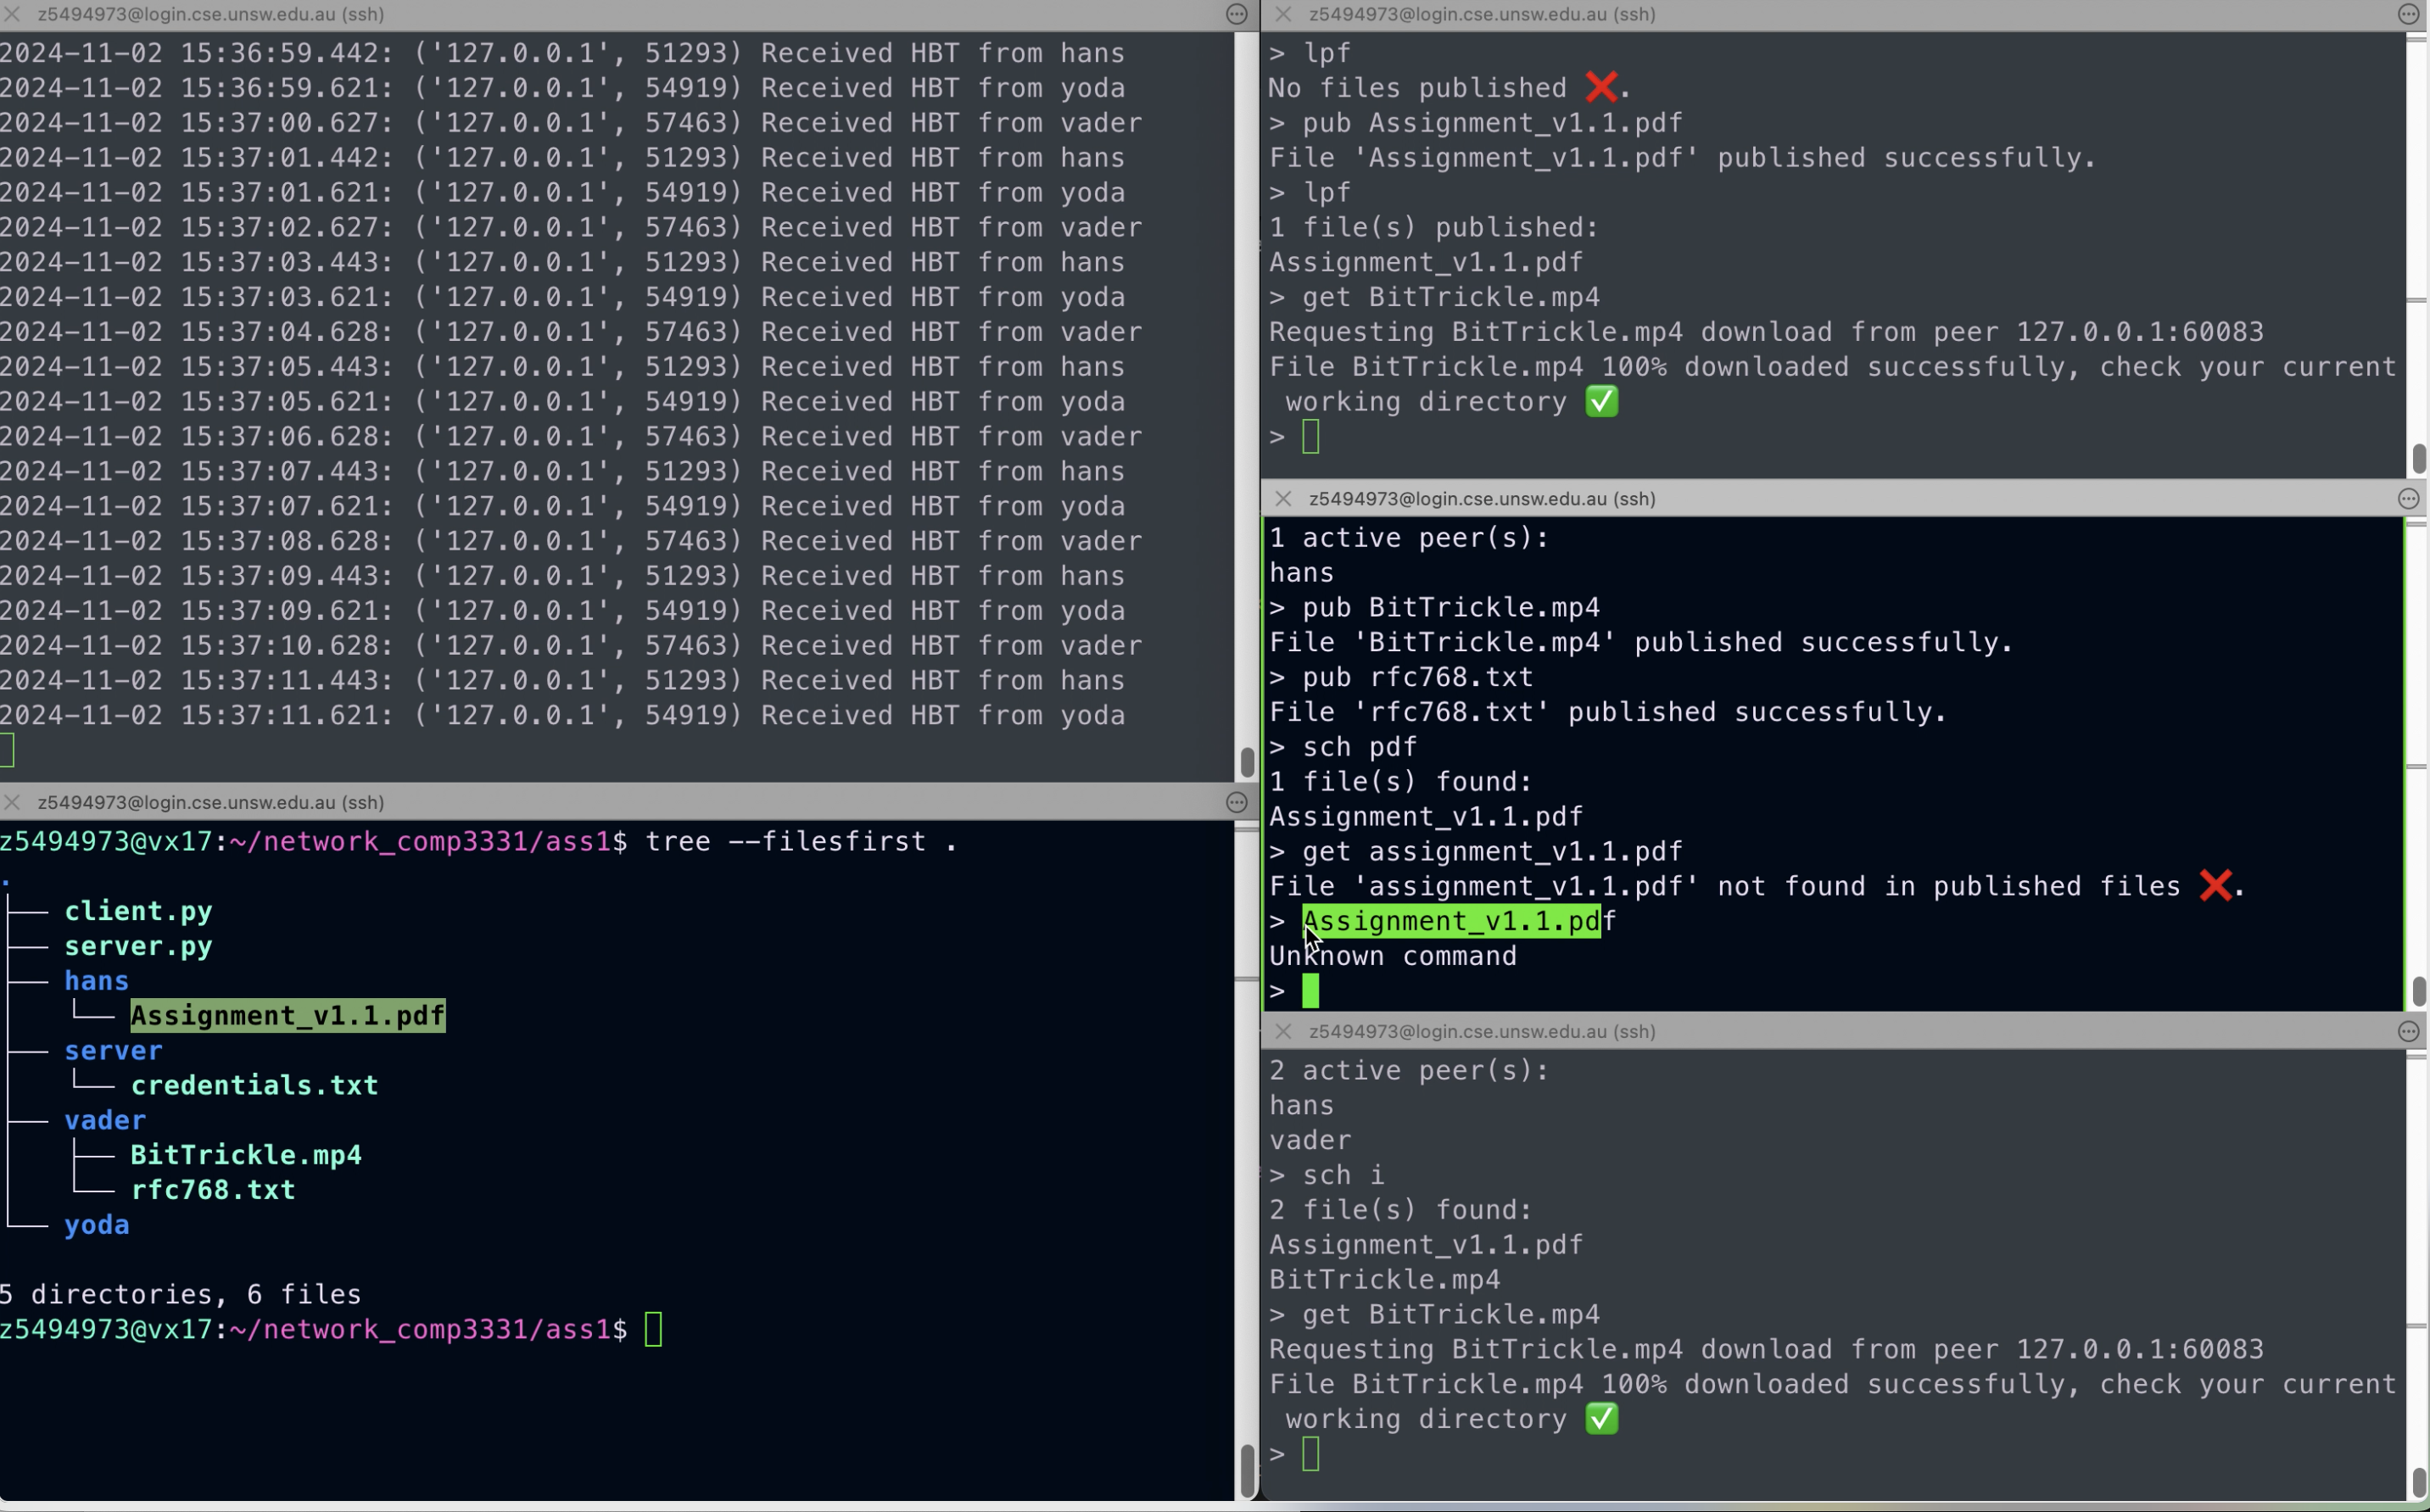 z5494973@login.cse.unsw.edu.au (ssh)
2024-11-02 15:36:59.442: ('127.0.0.1', 51293) Received HBT from hans
2024-11-02 15:36:59.621: ('127.0.0.1', 54919) Received HBT from yoda
2024-11-02 15:37:00.627: ('127.0.0.1', 57463) Received HBT from vader
2024-11-02 15:37:01.442: ('127.0.0.1', 51293) Received HBT from hans
2024-11-02 15:37:01.621: ('127.0.0.1', 54919) Received HBT from yoda
2024-11-02 15:37:02.627: ('127.0.0.1', 57463) Received HBT from vader
2024-11-02 15:37:03.443: ('127.0.0.1', 51293) Received HBT from hans
2024-11-02 15:37:03.621: ('127.0.0.1', 54919) Received HBT from yoda
2024-11-02 15:37:04.628: ('127.0.0.1', 57463) Received HBT from vader
2024-11-02 15:37:05.443: ('127.0.0.1', 51293) Received HBT from hans
2024-11-02 15:37:05.621: ('127.0.0.1', 54919) Received HBT from yoda
2024-11-02 15:37:06.628: ('127.0.0.1', 57463) Received HBT from vader
2024-11-02 15:37:07.443: ('127.0.0.1', 51293) Received HBT from hans
2024-11-02 15:37:07.621: ('127.0.0.1', 54919) Received HBT from yoda
2024-11-02 15:37:08.628: ('127.0.0.1', 57463) Received HBT from vader
2024-11-02 15:37:09.443: ('127.0.0.1', 51293) Received HBT from hans
2024-11-02 15:37:09.621: ('127.0.0.1', 54919) Received HBT from yoda
2024-11-02 15:37:10.628: ('127.0.0.1', 57463) Received HBT from vader
2024-11-02 15:37:11.443: ('127.0.0.1', 51293) Received HBT from hans
2024-11-02 15:37:11.621: ('127.0.0.1', 54919) Received HBT from yoda
z5494973@login.cse.unsw.edu.au (ssh)
z5494973@vx17:~/network_comp3331/ass1$ tree --filesfirst .
.
├── client.py
├── server.py
├── hans
│   └── Assignment_v1.1.pdf
├── server
│   └── credentials.txt
├── vader
│   ├── BitTrickle.mp4
│   └── rfc768.txt
└── yoda
5 directories, 6 files
z5494973@vx17:~/network_comp3331/ass1$
z5494973@login.cse.unsw.edu.au (ssh)
> lpf
No files published ❌.
> pub Assignment_v1.1.pdf
File 'Assignment_v1.1.pdf' published successfully.
> lpf
1 file(s) published:
Assignment_v1.1.pdf
> get BitTrickle.mp4
Requesting BitTrickle.mp4 download from peer 127.0.0.1:60083
File BitTrickle.mp4 100% downloaded successfully, check your current
working directory ✅
>
z5494973@login.cse.unsw.edu.au (ssh)
1 active peer(s):
hans
> pub BitTrickle.mp4
File 'BitTrickle.mp4' published successfully.
> pub rfc768.txt
File 'rfc768.txt' published successfully.
> sch pdf
1 file(s) found:
Assignment_v1.1.pdf
> get assignment_v1.1.pdf
File 'assignment_v1.1.pdf' not found in published files ❌.
> Assignment_v1.1.pdf
Unknown command
>
z5494973@login.cse.unsw.edu.au (ssh)
2 active peer(s):
hans
vader
> sch i
2 file(s) found:
Assignment_v1.1.pdf
BitTrickle.mp4
> get BitTrickle.mp4
Requesting BitTrickle.mp4 download from peer 127.0.0.1:60083
File BitTrickle.mp4 100% downloaded successfully, check your current
working directory ✅
>